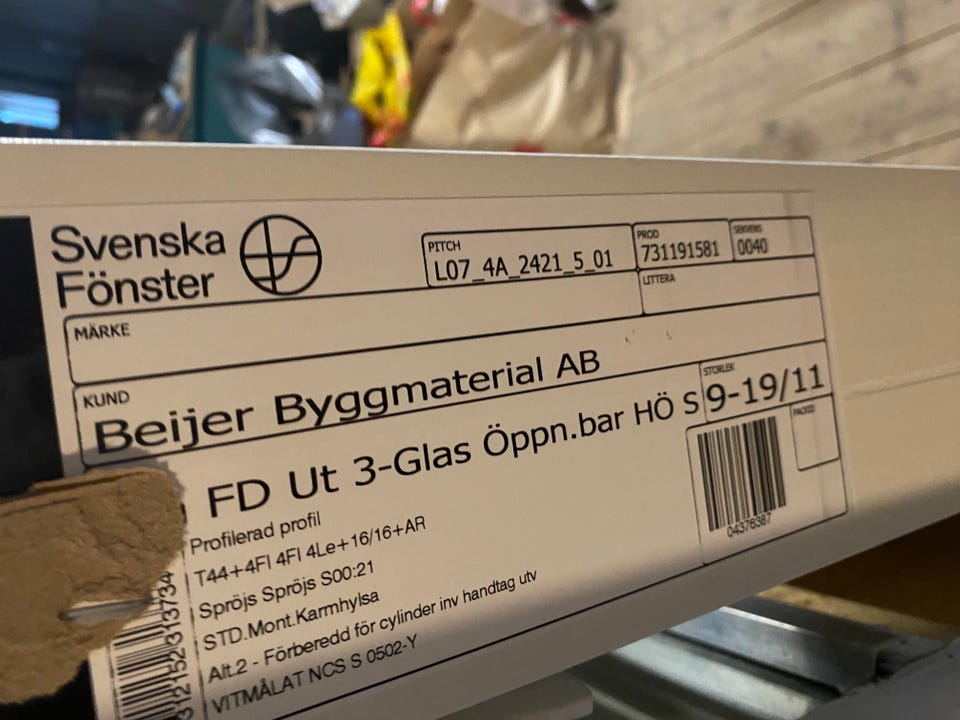 Svenska
Fönster
PITCH
L07_4A_2421_5_01
PROD
731191581
SEKVENS
0040
LITTERA
MÄRKE
KUND
Beijer Byggmaterial AB
STORLEK
9-19/11
FD Ut 3-Glas Öppn.bar HÖ S
PACKID
04376387
Profilerad profil
T44+4Fl 4Fl 4Le+16/16+AR
Spröjs Spröjs S00:21
STD.Mont.Karmhylsa
Alt.2 - Förberedd för cylinder inv handtag utv
VITMÅLAT NCS S 0502-Y
312152313734